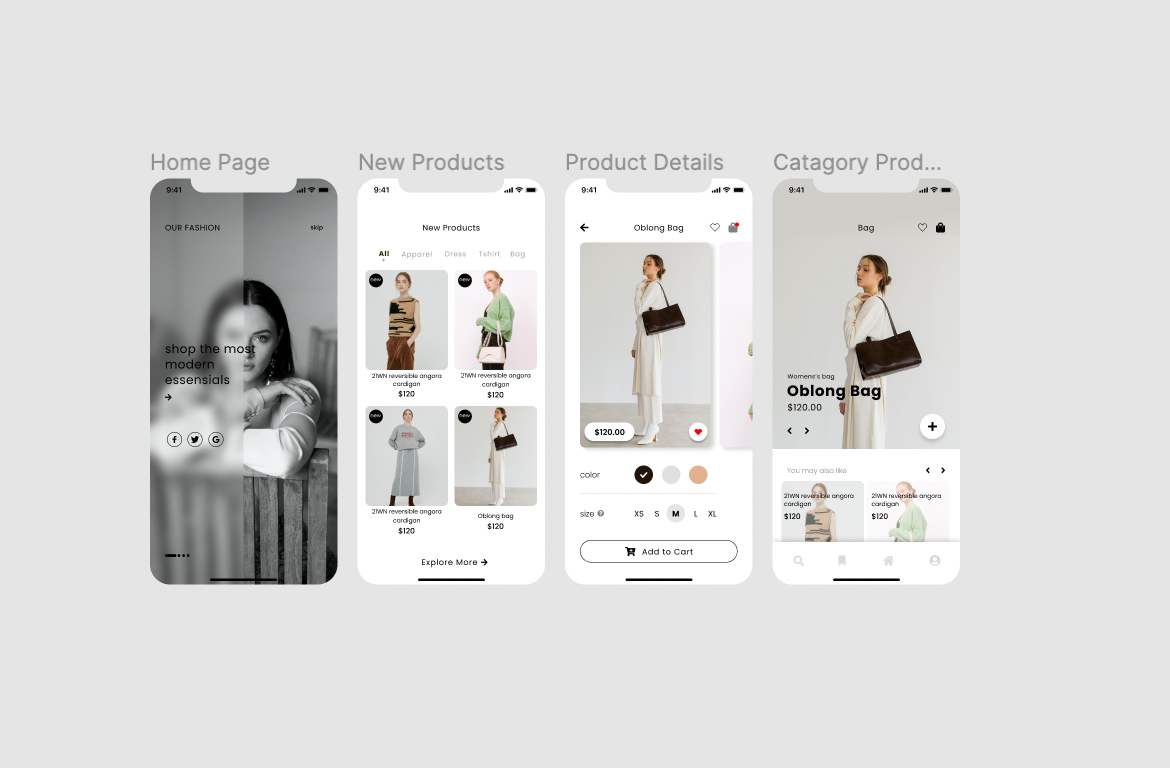 Home Page
9:41
OUR FASHION
skip
shop the most
modern
essensials
New Products
9:41
New Products
All Apparel Dress Tshirt Bag
new
new
21WN reversible angora
cardigan
$120
21WN reversible angora
cardigan
$120
new
new
21WN reversible angora
cardigan
$120
Oblong bag
$120
Explore More
Product Details
9:41
Oblong Bag
$120.00
color
size ?
XS S M L XL
Add to Cart
Catagory Prod...
9:41
Bag
Womens's bag
Oblong Bag
$120.00
You may also like
21WN reversible angora
cardigan
$120
21WN reversible angora
cardigan
$120